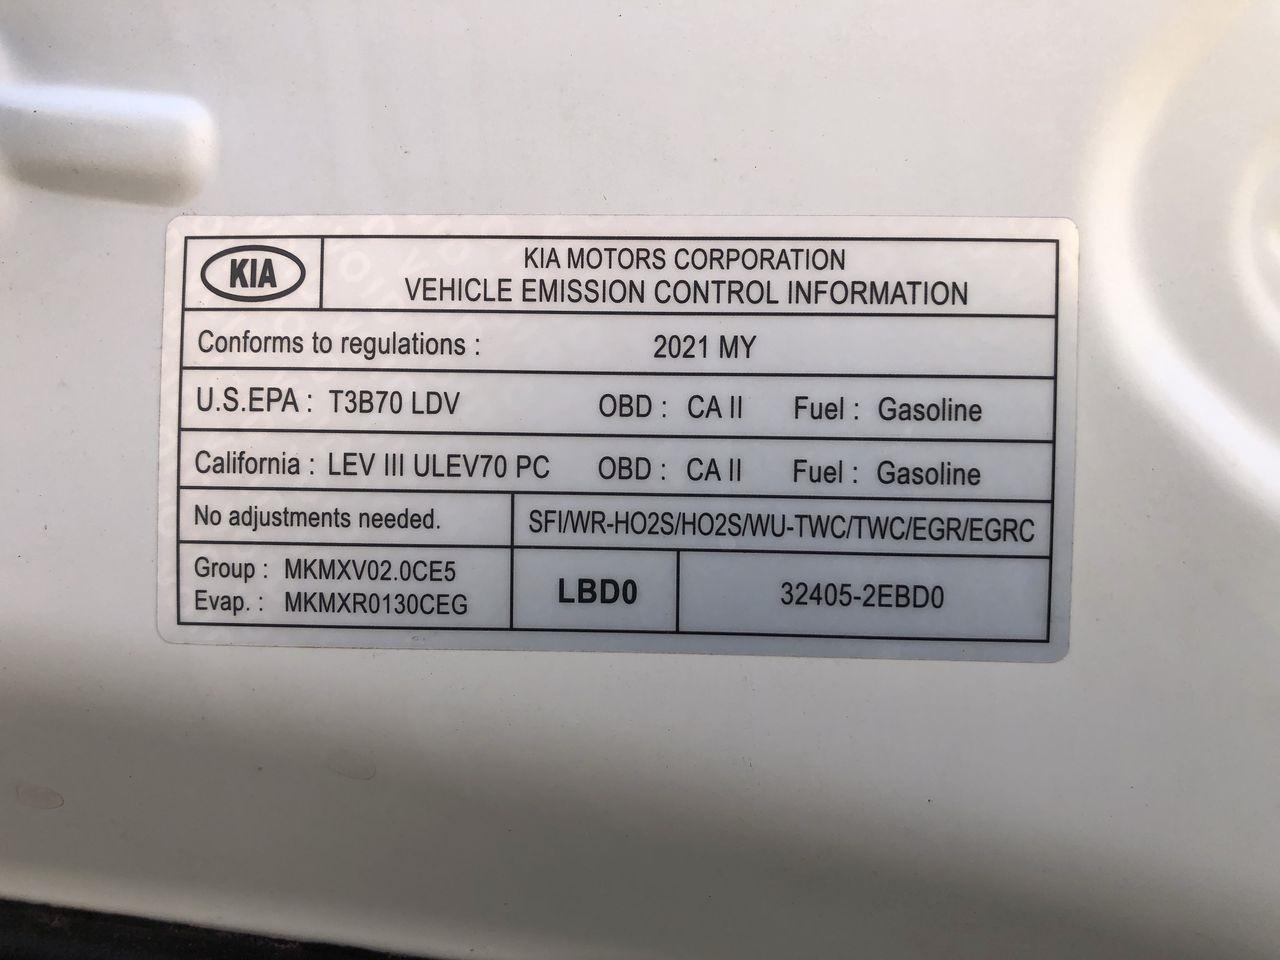 KIA
KIA MOTORS CORPORATION
VEHICLE EMISSION CONTROL INFORMATION
Conforms to regulations : 2021 MY
U.S.EPA : T3B70 LDV OBD : CA II Fuel : Gasoline
California : LEV III ULEV70 PC OBD : CA II Fuel : Gasoline
No adjustments needed. SFI/WR-HO2S/HO2S/WU-TWC/TWC/EGR/EGRC
Group : MKMXV02.0CE5
Evap. : MKMXR0130CEG
LBD0 32405-2EBD0